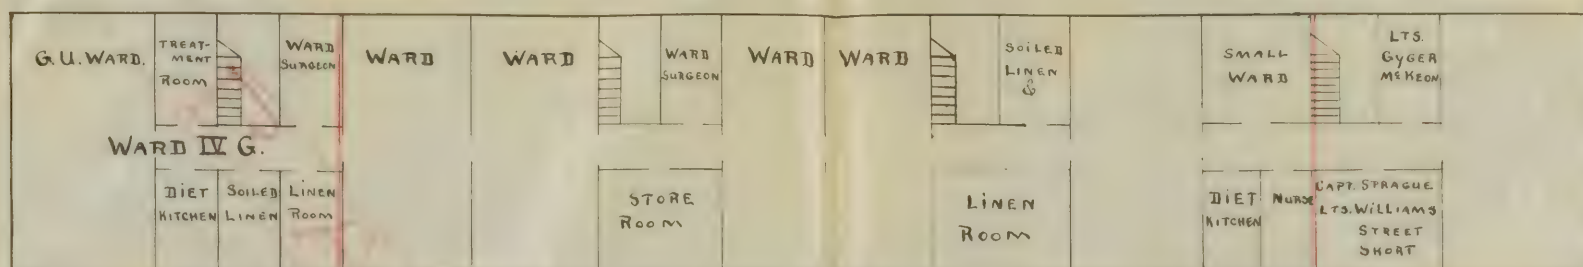 G. U. WARD.
TREAT-
MENT
ROOM
WARD
SURGEON
WARD
WARD
WARD
SURGEON
WARD
WARD
SOILED
LINEN
&
SMALL
WARD
LTS.
GYGER
McKEON
WARD IV G.
DIET
KITCHEN
SOILED
LINEN
LINEN
ROOM
STORE
ROOM
LINEN
ROOM
DIET
KITCHEN
NURSE
CAPT. SPRAGUE
LTS. WILLIAMS
STREET
SHORT